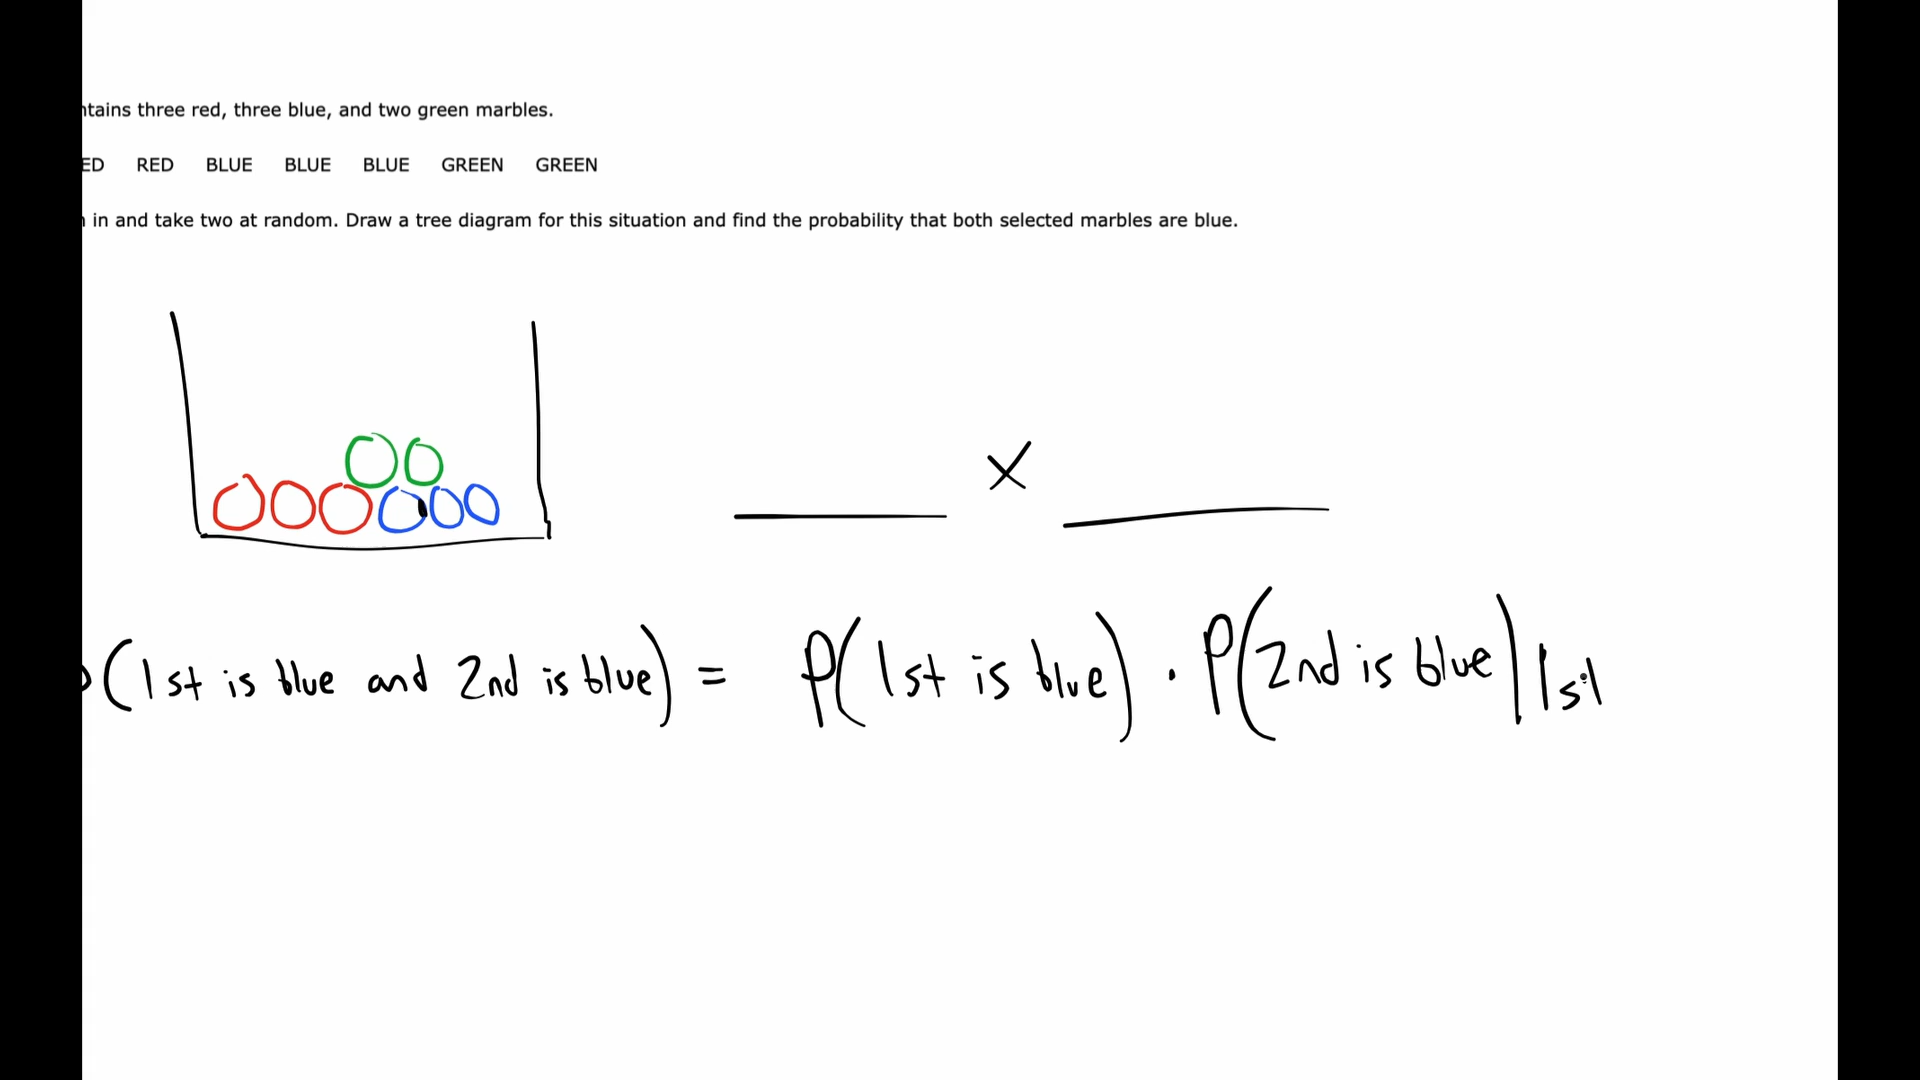 ntains three red, three blue, and two green marbles.
ED RED BLUE BLUE BLUE GREEN GREEN
in and take two at random. Draw a tree diagram for this situation and find the probability that both selected marbles are blue.
×
(1st is blue and 2nd is blue) = P(1st is blue) · P(2nd is blue | 1st